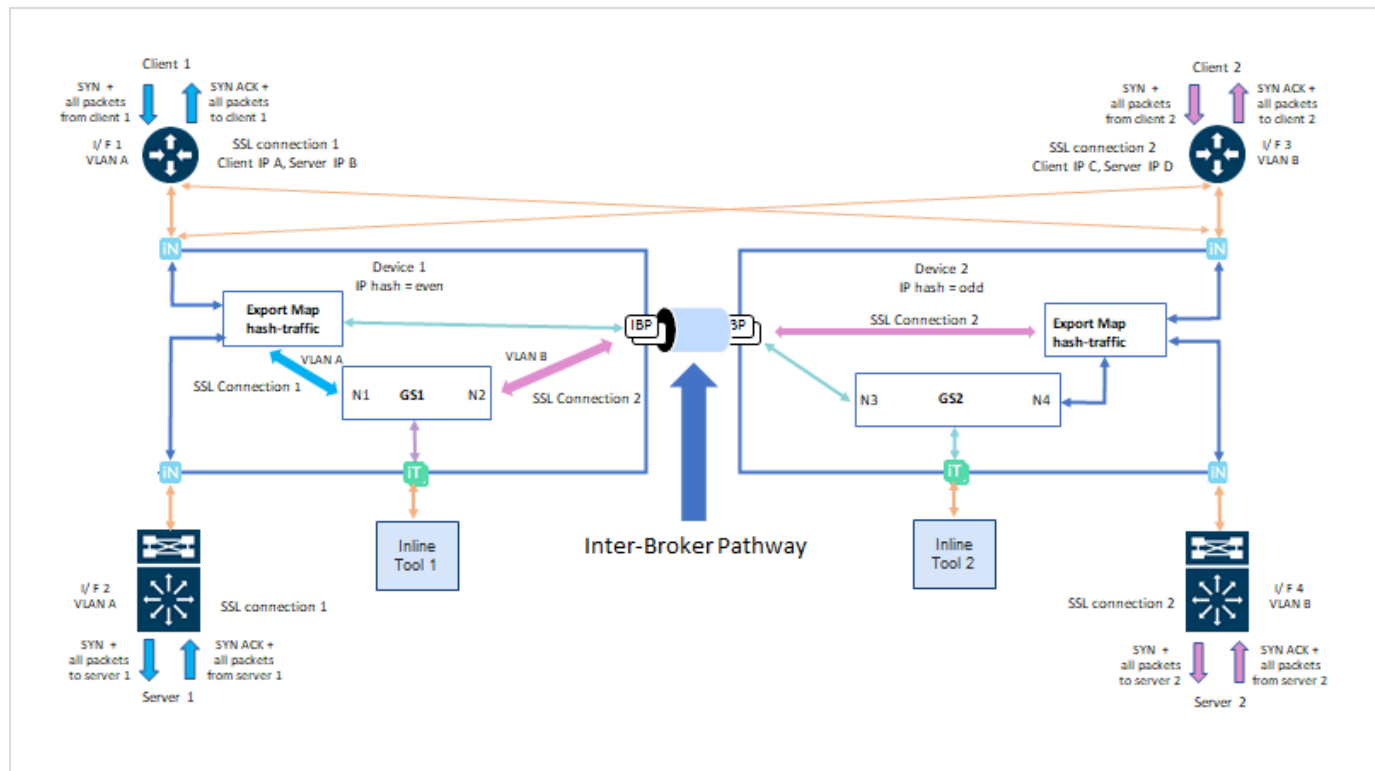 Client 1
SYN +
all packets
from client 1
SYN ACK +
all packets
to client 1
I/ F 1
VLAN A
SSL connection 1
Client IP A, Server IP B
Client 2
SYN +
all packets
from client 2
SYN ACK +
all packets
to client 2
SSL connection 2
Client IP C, Server IP D
I/ F 3
VLAN B
iN
iN
Device 1
IP hash = even
Export Map
hash-traffic
VLAN A
SSL Connection 1
N1
GS1
N2
VLAN B
SSL Connection 2
IBP
BP
Device 2
IP hash = odd
SSL Connection 2
Export Map
hash-traffic
N3
GS2
N4
iN
iT
iT
iN
Inline
Tool 1
Inter-Broker Pathway
Inline
Tool 2
I/ F 2
VLAN A
SSL connection 1
SYN +
all packets
to server 1
SYN ACK +
all packets
from server 1
Server 1
SSL connection 2
I/ F 4
VLAN B
SYN +
all packets
to server 2
SYN ACK +
all packets
from server 2
Server 2